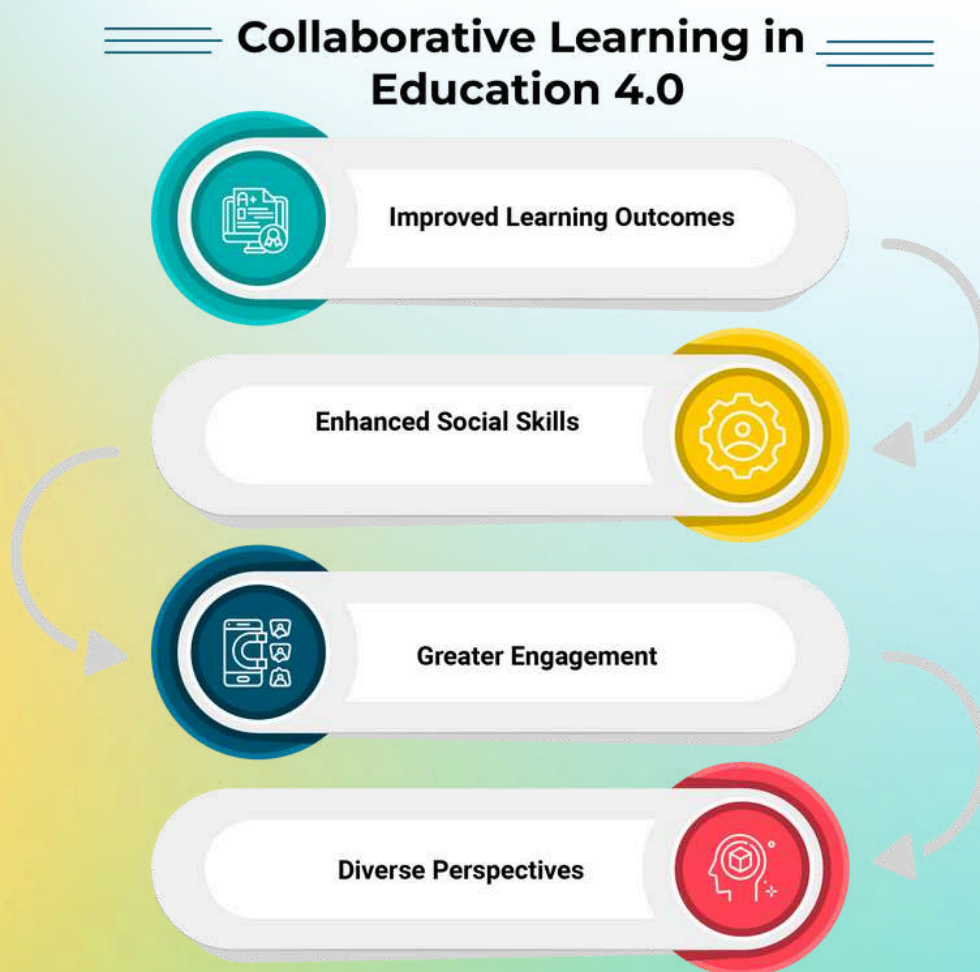 Collaborative Learning in
Education 4.0
A+
Improved Learning Outcomes
Enhanced Social Skills
Greater Engagement
Diverse Perspectives